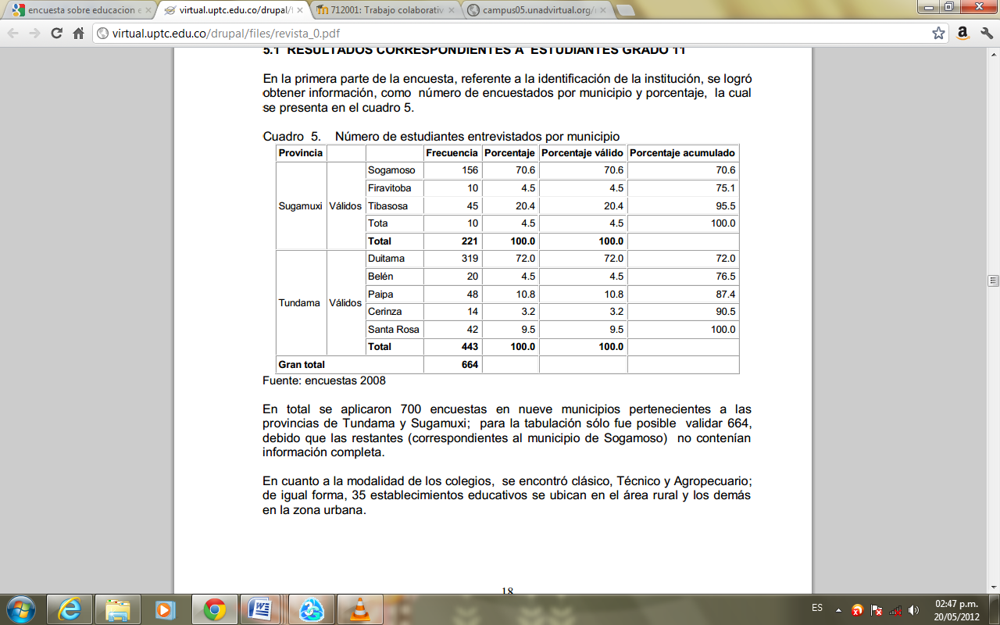 encuesta sobre educacion e
virtual.uptc.edu.co/drupal/f
712001: Trabajo colaborativ
campus05.unadvirtual.org/
virtual.uptc.edu.co/drupal/files/revista_0.pdf
5.1 RESULTADOS CORRESPONDIENTES A ESTUDIANTES GRADO 11
En la primera parte de la encuesta, referente a la identificación de la institución, se logró
obtener información, como número de encuestados por municipio y porcentaje, la cual
se presenta en el cuadro 5.
Cuadro 5. Número de estudiantes entrevistados por municipio
Provincia Frecuencia Porcentaje Porcentaje válido Porcentaje acumulado
Sogamoso 156 70.6 70.6 70.6
Firavitoba 10 4.5 4.5 75.1
Sugamuxi Válidos Tibasosa 45 20.4 20.4 95.5
Tota 10 4.5 4.5 100.0
Total 221 100.0 100.0
Duitama 319 72.0 72.0 72.0
Belén 20 4.5 4.5 76.5
Tundama Válidos Paipa 48 10.8 10.8 87.4
Cerinza 14 3.2 3.2 90.5
Santa Rosa 42 9.5 9.5 100.0
Total 443 100.0 100.0
Gran total 664
Fuente: encuestas 2008
En total se aplicaron 700 encuestas en nueve municipios pertenecientes a las
provincias de Tundama y Sugamuxi; para la tabulación sólo fue posible validar 664,
debido que las restantes (correspondientes al municipio de Sogamoso) no contenían
información completa.
En cuanto a la modalidad de los colegios, se encontró clásico, Técnico y Agropecuario;
de igual forma, 35 establecimientos educativos se ubican en el área rural y los demás
en la zona urbana.
18
ES
02:47 p.m.
20/05/2012